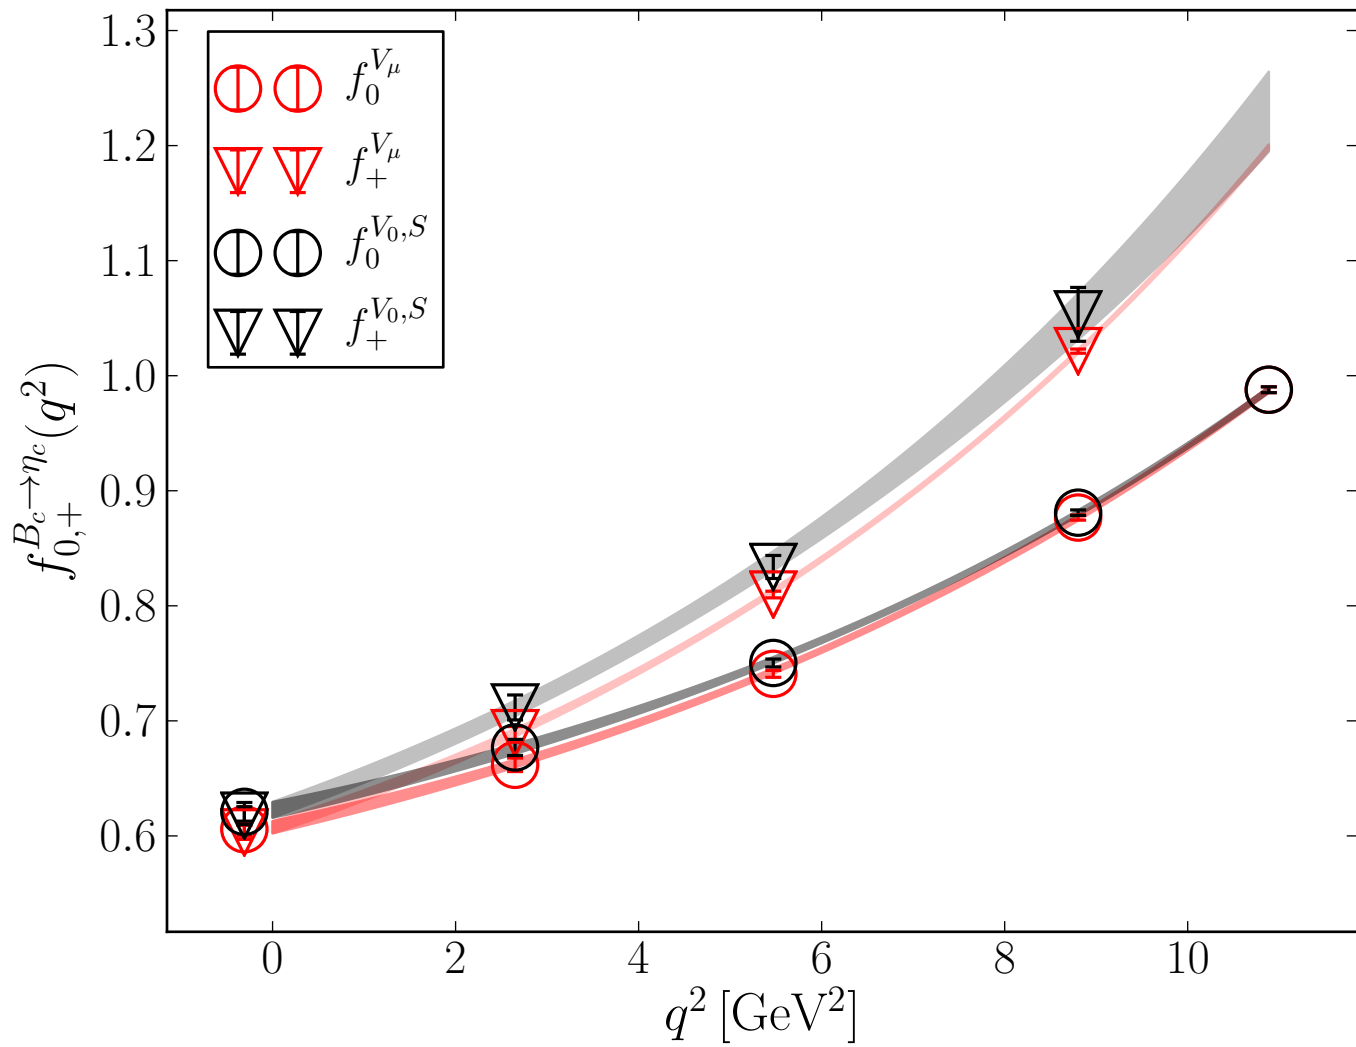 1.3
1.2
1.1
1.0
0.9
0.8
0.7
0.6
f_0^{V_μ}
f_+^{V_μ}
f_0^{V_0,S}
f_+^{V_0,S}
f_{0,+}^{B_c→η_c}(q^2)
0 2 4 6 8 10
q^2 [GeV^2]